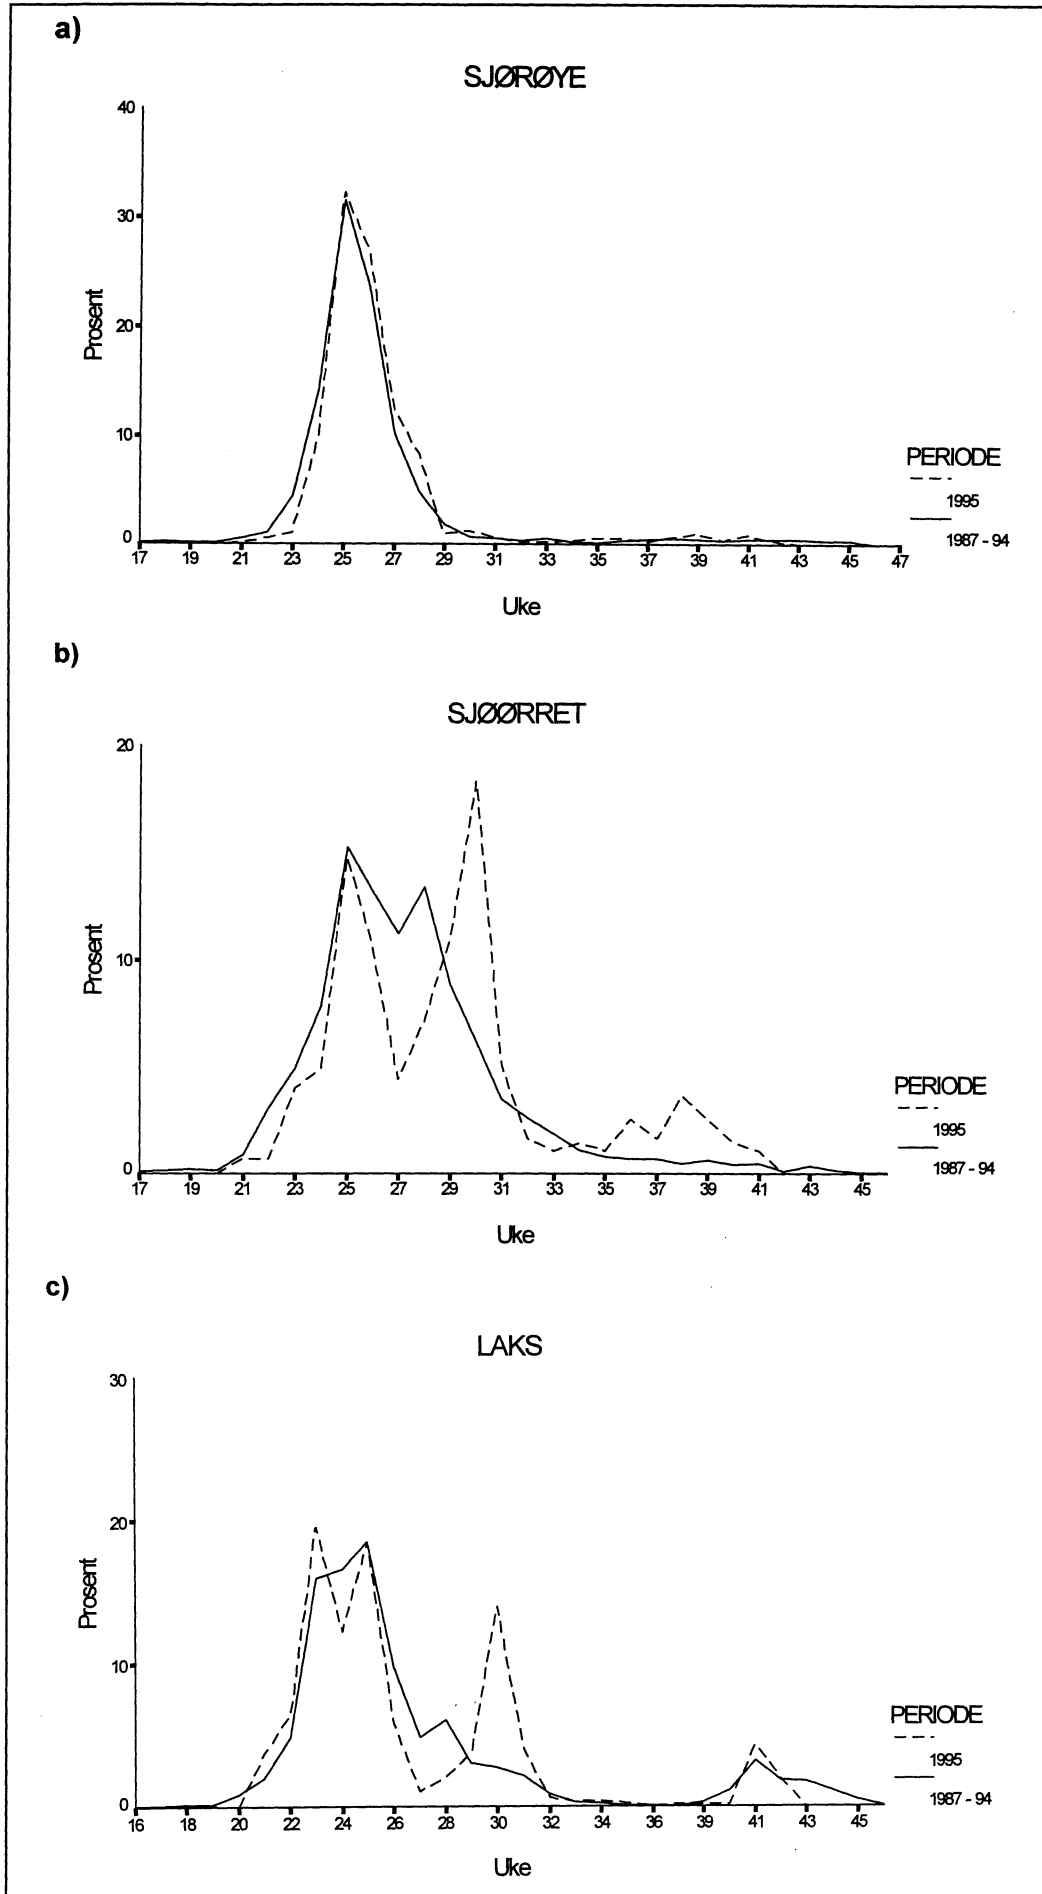 a)
SJØRØYE
40
30
20
10
0
Prosent
17 19 21 23 25 27 29 31 33 35 37 39 41 43 45 47
Uke
PERIODE
1995
1987 - 94
b)
SJØØRRET
20
10
0
Prosent
17 19 21 23 25 27 29 31 33 35 37 39 41 43 45
Uke
PERIODE
1995
1987 - 94
c)
LAKS
30
20
10
0
Prosent
16 18 20 22 24 26 28 30 32 34 36 38 41 43 45
Uke
PERIODE
1995
1987 - 94